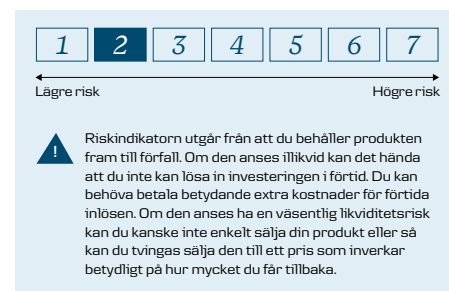 1 2 3 4 5 6 7
Lägre risk Högre risk
! Riskindikatorn utgår från att du behåller produkten
fram till förfall. Om den anses illikvid kan det hända
att du inte kan lösa in investeringen i förtid. Du kan
behöva betala betydande extra kostnader för förtida
inlösen. Om den anses ha en väsentlig likviditetsrisk
kan du kanske inte enkelt sälja din produkt eller så
kan du tvingas sälja den till ett pris som inverkar
betydligt på hur mycket du får tillbaka.